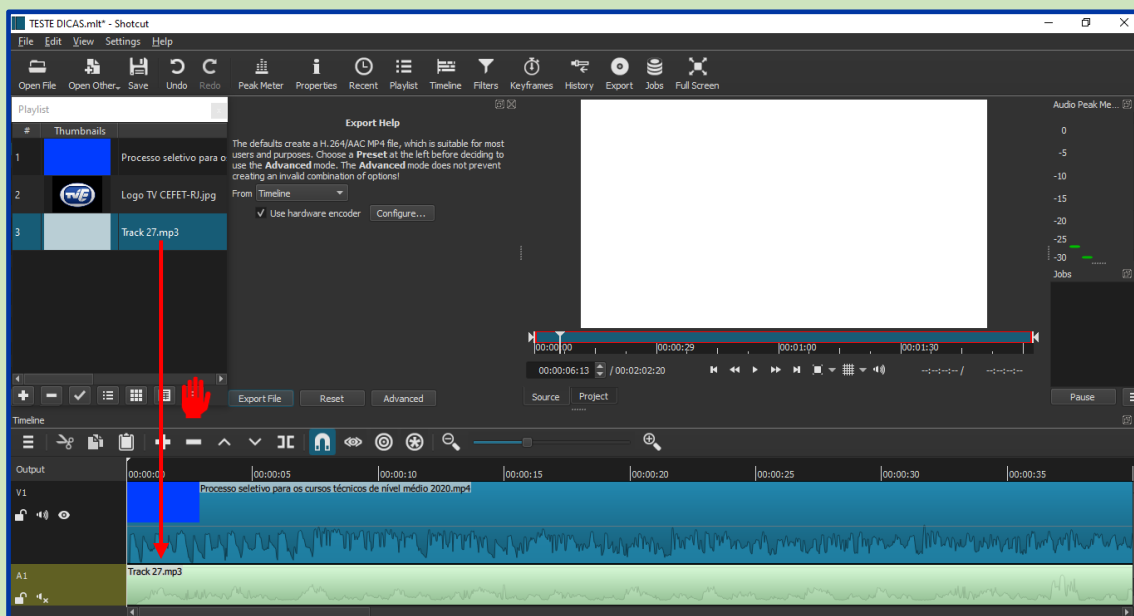 TESTE DICAS.mlt* - Shotcut
File Edit View Settings Help
Open File Open Other Save Undo Redo Peak Meter Properties Recent Playlist Timeline Filters Keyframes History Export Jobs Full Screen
Playlist
# Thumbnails
1 Processo seletivo para o
2 Logo TV CEFET-RJ.jpg
3 Track 27.mp3
Export Help
The defaults create a H.264/AAC MP4 file, which is suitable for most
users and purposes. Choose a Preset at the left before deciding to
use the Advanced mode. The Advanced mode does not prevent
creating an invalid combination of options!
From Timeline
Use hardware encoder Configure...
Export File Reset Advanced
00:00:00 00:00:29 00:01:00 00:01:30
00:00:06:13 / 00:02:02:20 --:--:--:-- / --:--:--:--
Source Project
Audio Peak Me...
0
-5
-10
-15
-20
-25
-30
Jobs
Pause
Timeline
Output 00:00:00 00:00:05 00:00:10 00:00:15 00:00:20 00:00:25 00:00:30 00:00:35
V1 Processo seletivo para os cursos técnicos de nível médio 2020.mp4
A1 Track 27.mp3